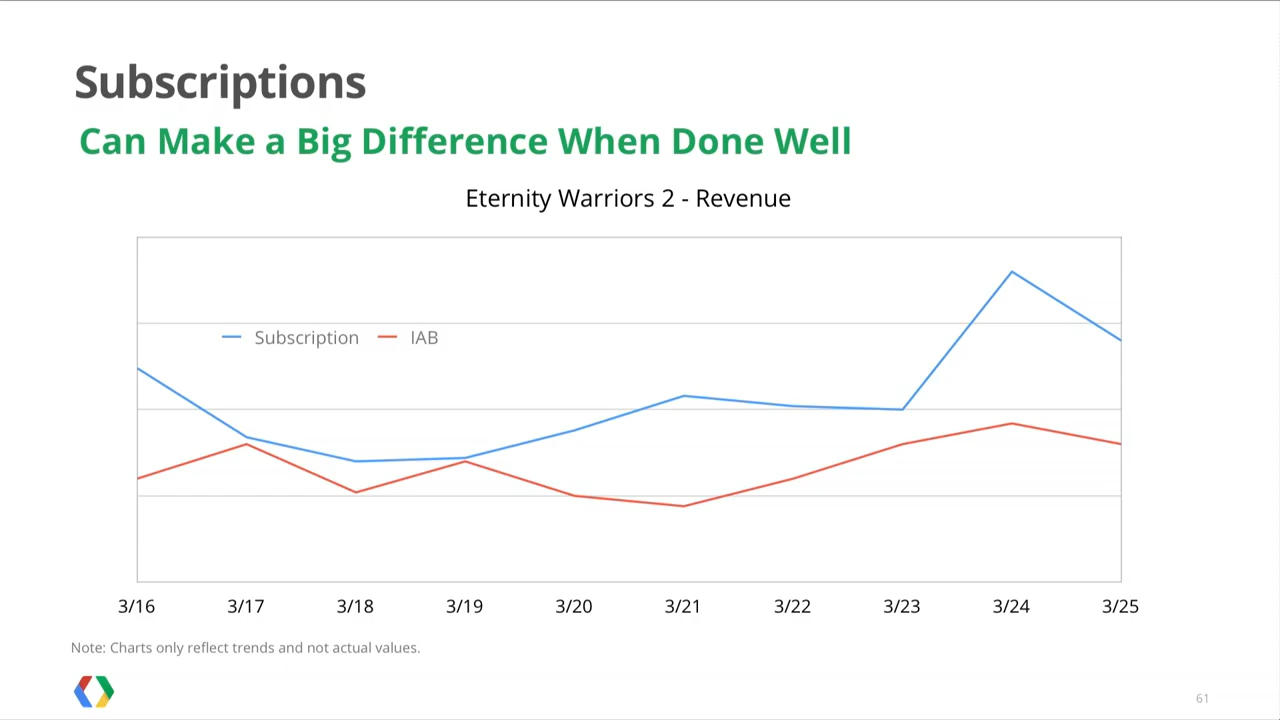 Subscriptions
Can Make a Big Difference When Done Well
Eternity Warriors 2 - Revenue
Subscription IAB
3/16 3/17 3/18 3/19 3/20 3/21 3/22 3/23 3/24 3/25
Note: Charts only reflect trends and not actual values.
61